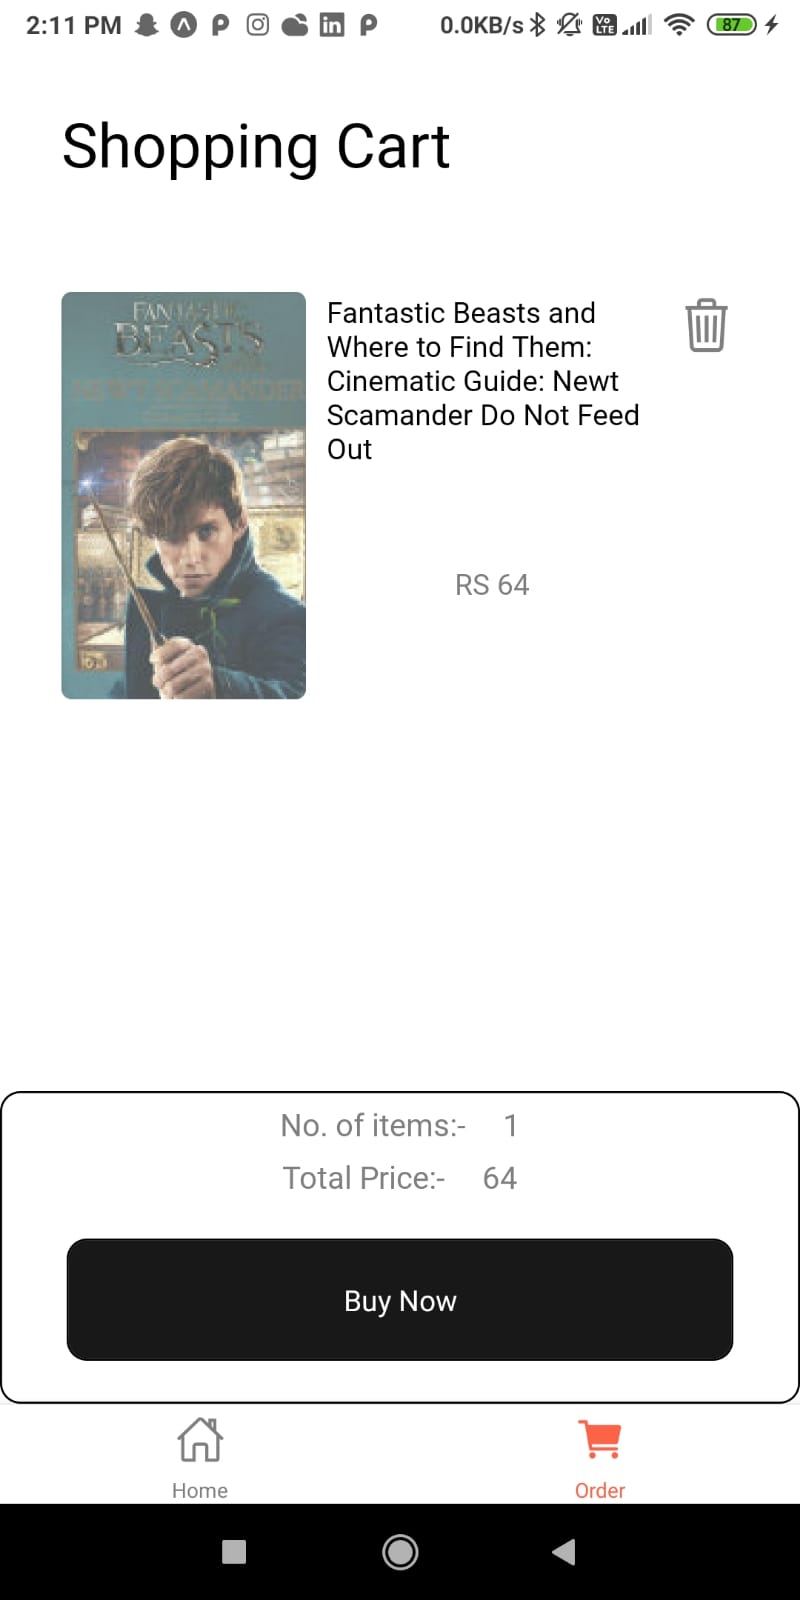 2:11 PM 0.0KB/s Vo LTE 87
Shopping Cart
FANTASTIC
BEASTS
NEWT SCAMANDER
Fantastic Beasts and
Where to Find Them:
Cinematic Guide: Newt
Scamander Do Not Feed
Out
RS 64
No. of items:- 1
Total Price:- 64
Buy Now
Home
Order